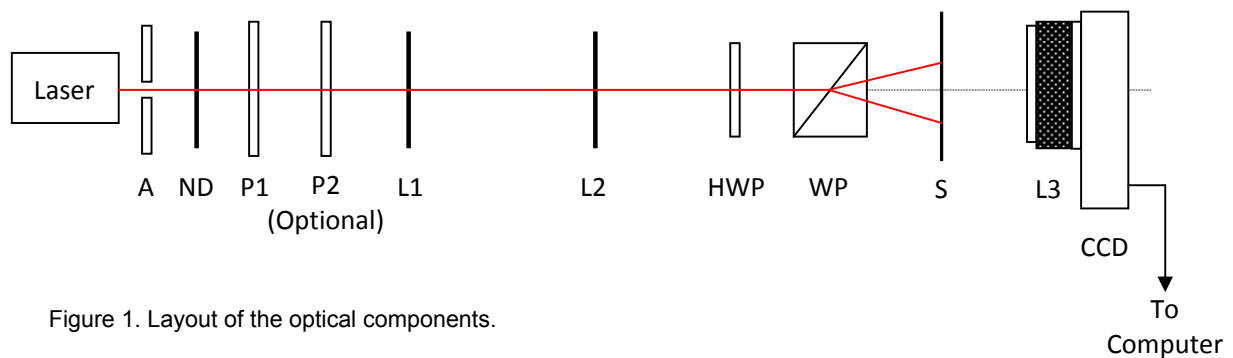 Laser
A ND P1 P2 L1 L2 HWP WP S L3
(Optional)
CCD
To
Computer
Figure 1. Layout of the optical components.